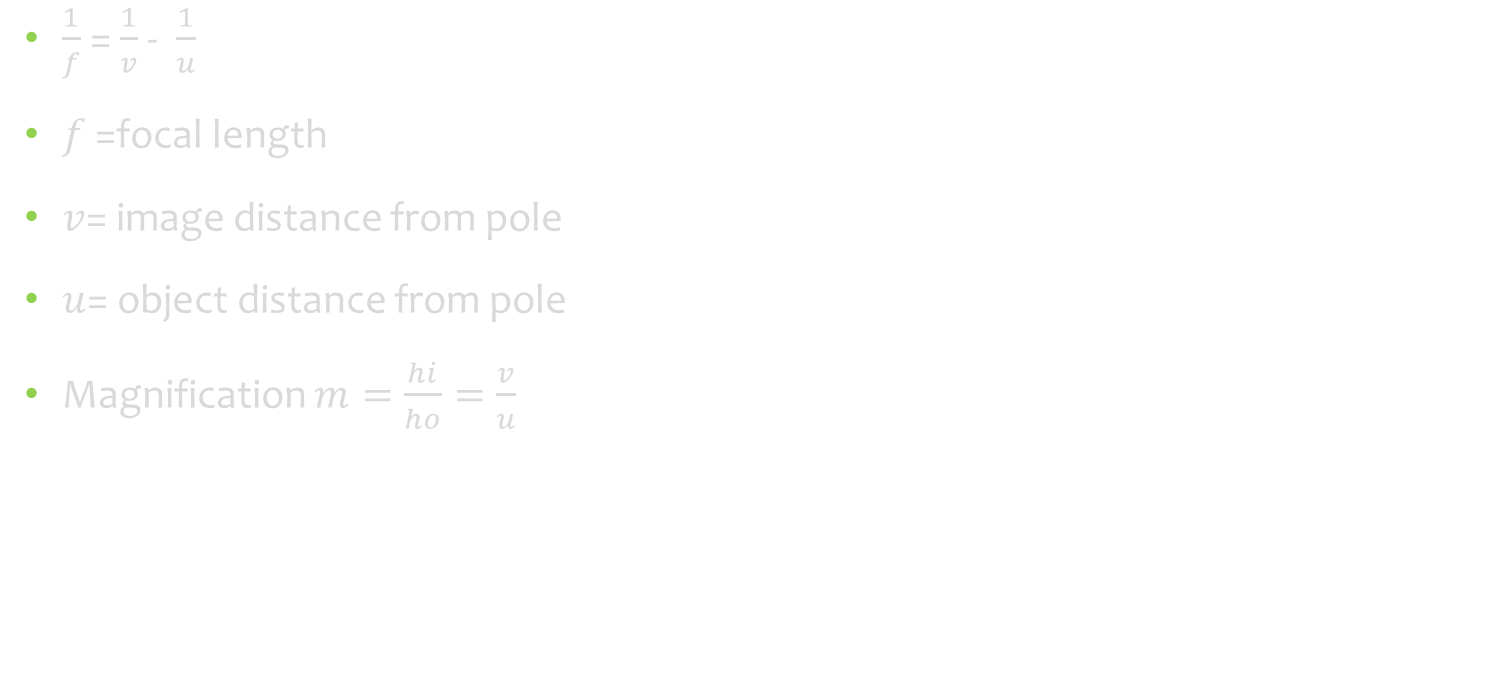 • 1/f = 1/v - 1/u
• f =focal length
• v= image distance from pole
• u= object distance from pole
• Magnification m = hi/ho = v/u